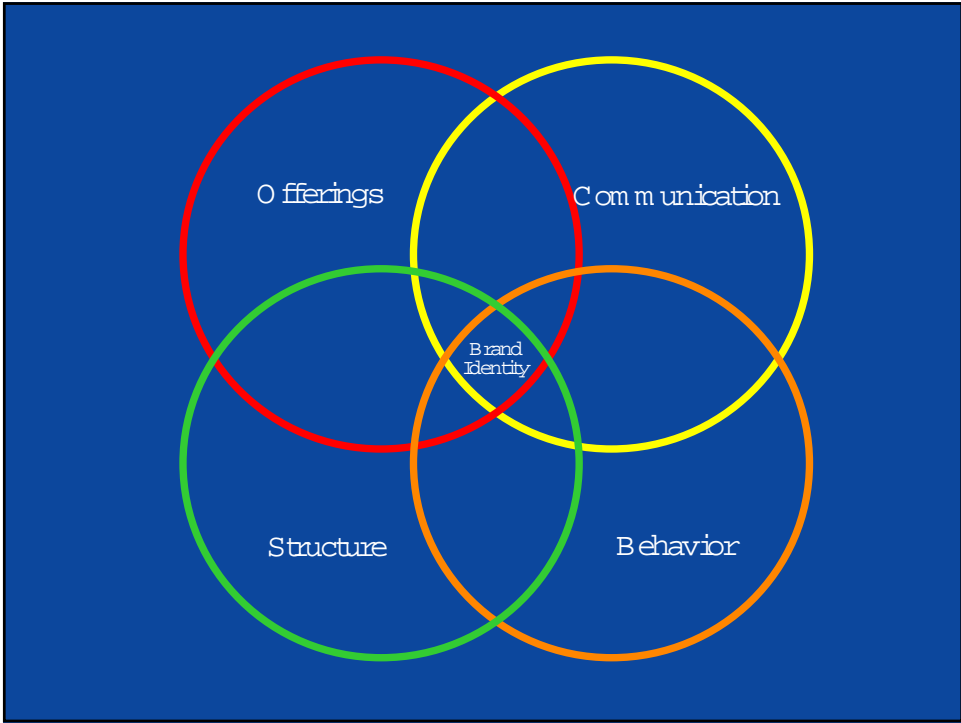 Offerings
Communication
Brand
Identity
Structure
Behavior